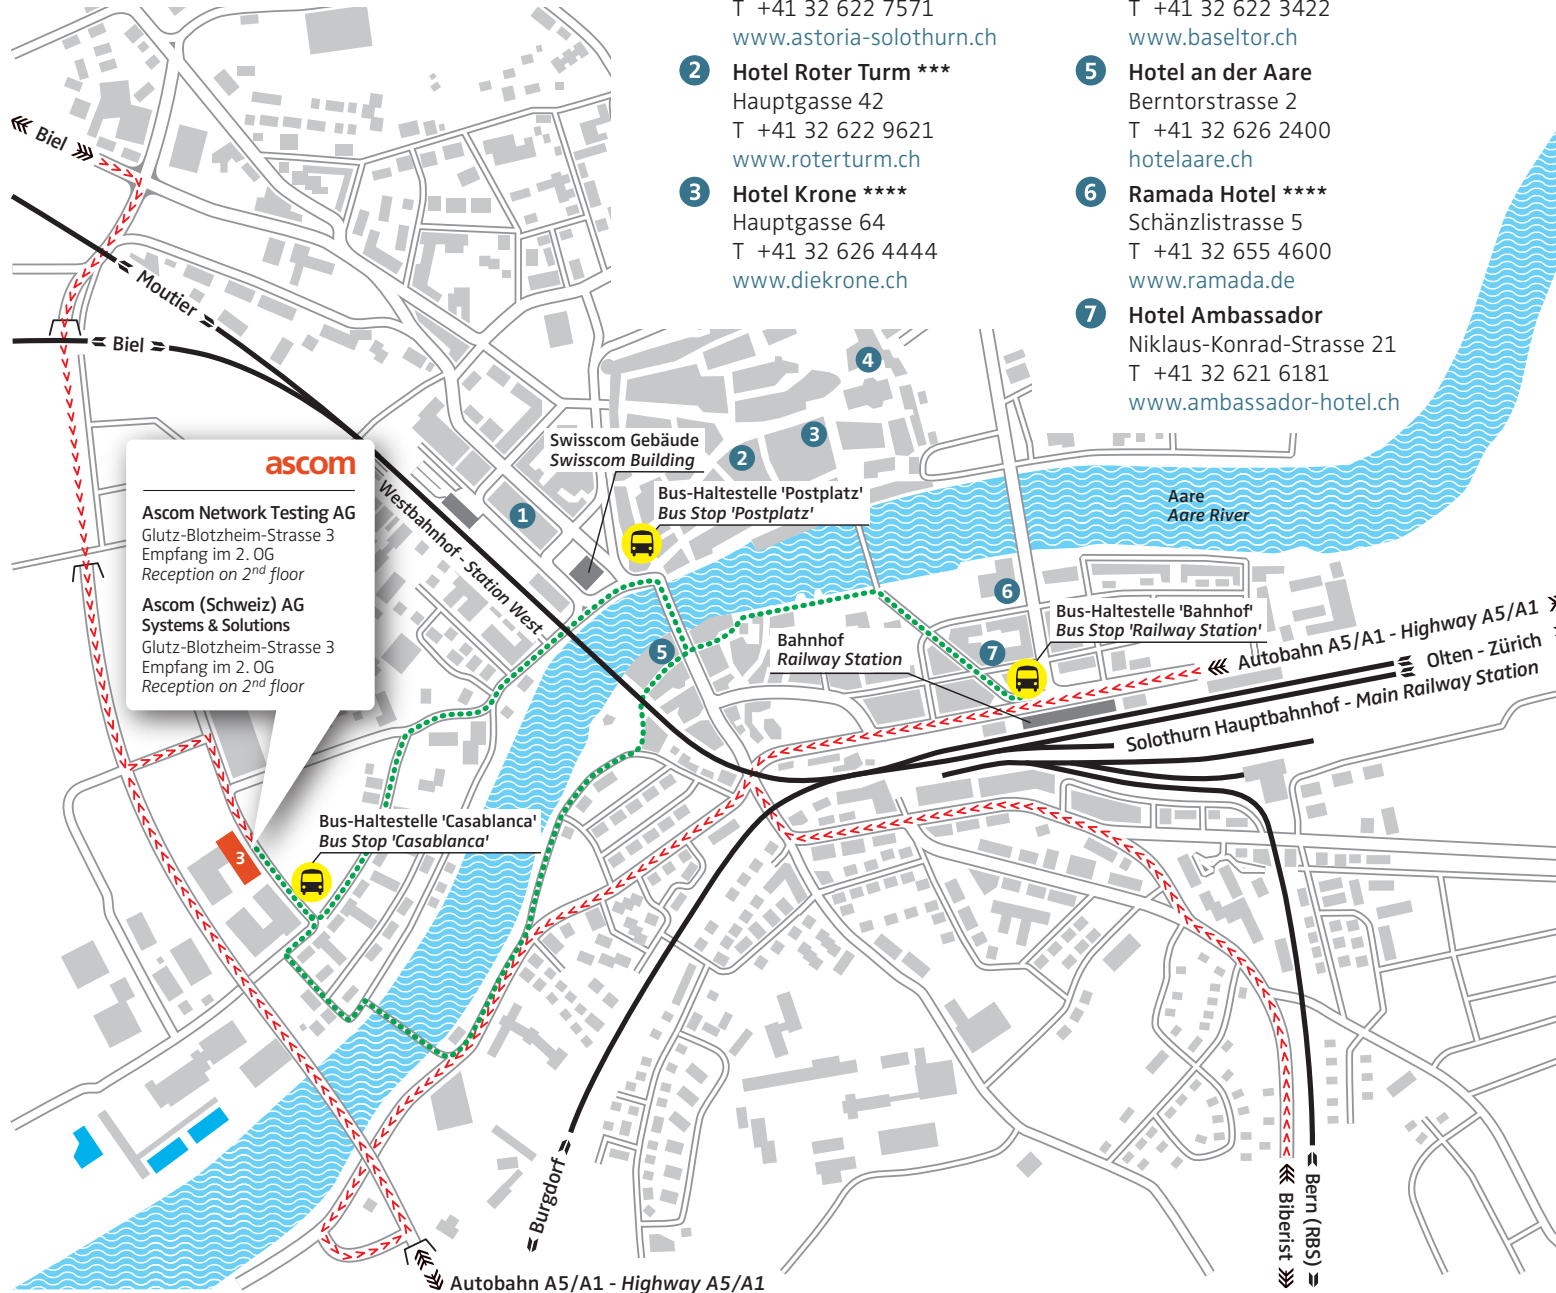 T +41 32 622 7571
www.astoria-solothurn.ch
2 Hotel Roter Turm ***
Hauptgasse 42
T +41 32 622 9621
www.roterturm.ch
3 Hotel Krone ****
Hauptgasse 64
T +41 32 626 4444
www.diekrone.ch
T +41 32 622 3422
www.baseltor.ch
5 Hotel an der Aare
Berntorstrasse 2
T +41 32 626 2400
hotelaare.ch
6 Ramada Hotel ****
Schänzlistrasse 5
T +41 32 655 4600
www.ramada.de
7 Hotel Ambassador
Niklaus-Konrad-Strasse 21
T +41 32 621 6181
www.ambassador-hotel.ch
Biel
Moutier
Biel
4
3
2
1
Swisscom Gebäude
Swisscom Building
Bus-Haltestelle 'Postplatz'
Bus Stop 'Postplatz'
Aare
Aare River
Westbahnhof - Station West
ascom
Ascom Network Testing AG
Glutz-Blotzheim-Strasse 3
Empfang im 2. OG
Reception on 2nd floor
Ascom (Schweiz) AG
Systems & Solutions
Glutz-Blotzheim-Strasse 3
Empfang im 2. OG
Reception on 2nd floor
6
5
7
Bus-Haltestelle 'Bahnhof'
Bus Stop 'Railway Station'
Bahnhof
Railway Station
Autobahn A5/A1 - Highway A5/A1
Olten - Zürich
Solothurn Hauptbahnhof - Main Railway Station
Bus-Haltestelle 'Casablanca'
Bus Stop 'Casablanca'
3
Burgdorf
Biberist
Bern (RBS)
Autobahn A5/A1 - Highway A5/A1